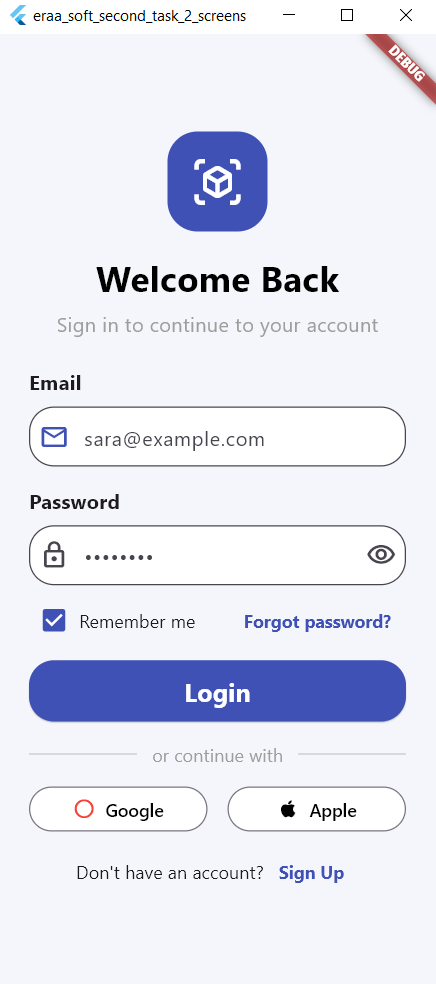 eraa_soft_second_task_2_screens
DEBUG
Welcome Back
Sign in to continue to your account
Email
sara@example.com
Password
••••••••
Remember me Forgot password?
Login
or continue with
Google Apple
Don't have an account? Sign Up